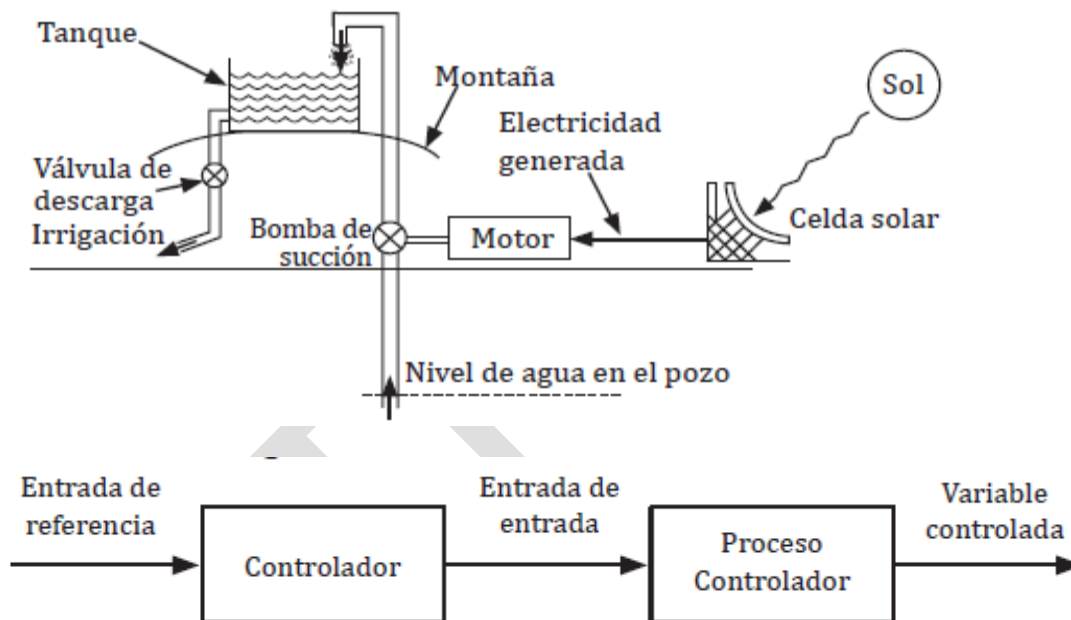 Tanque
Montaña
Sol
Electricidad
generada
Válvula de
descarga
Irrigación
Bomba de
succión
Motor
Celda solar
Nivel de agua en el pozo
Entrada de
referencia
Controlador
Entrada de
entrada
Proceso
Controlador
Variable
controlada